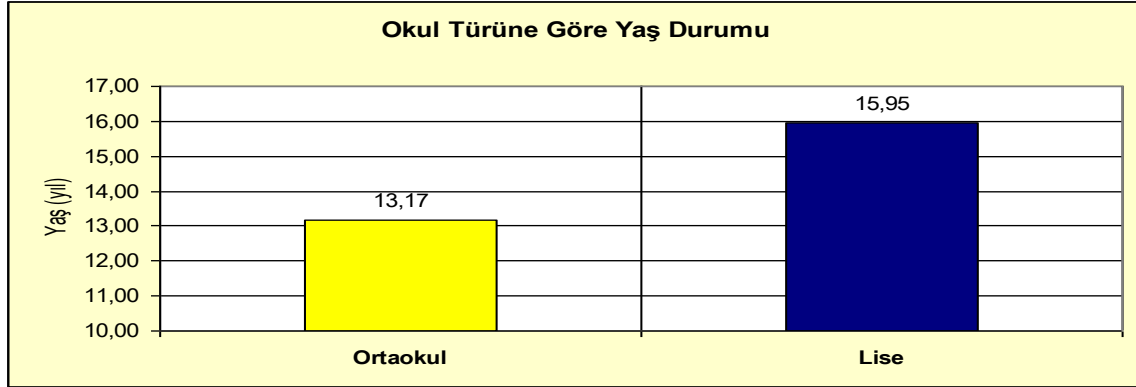 Okul Türüne Göre Yaş Durumu
17,00
16,00
15,00
14,00
13,00
12,00
11,00
10,00
Yaş (yıl)
13,17
15,95
Ortaokul
Lise